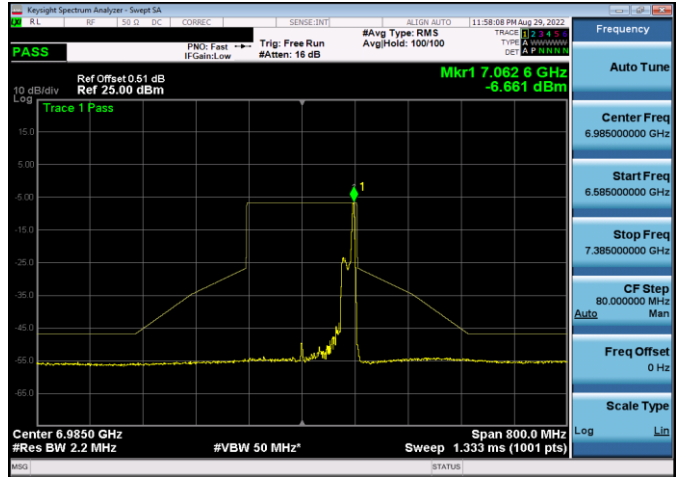 Keysight Spectrum Analyzer - Swept SA
RL RF 50 Ω DC CORREC SENSE:INT ALIGN AUTO 11:58:08 PM Aug 29, 2022
PASS
PNO: Fast
IFGain:Low
Trig: Free Run
#Atten: 16 dB
#Avg Type: RMS
Avg|Hold: 100/100
TRACE 1 2 3 4 5 6
TYPE A WWWWW
DET A P N N N N
Mkr1 7.062 6 GHz
-6.661 dBm
Ref Offset 0.51 dB
10 dB/div Ref 25.00 dBm
Log
Trace 1 Pass
1
15.0
5.00
-5.00
-15.0
-25.0
-35.0
-45.0
-55.0
-65.0
Center 6.9850 GHz Span 800.0 MHz
#Res BW 2.2 MHz #VBW 50 MHz* Sweep 1.333 ms (1001 pts)
MSG STATUS
Frequency
Auto Tune
Center Freq
6.985000000 GHz
Start Freq
6.585000000 GHz
Stop Freq
7.385000000 GHz
CF Step
80.000000 MHz
Auto Man
Freq Offset
0 Hz
Scale Type
Log Lin